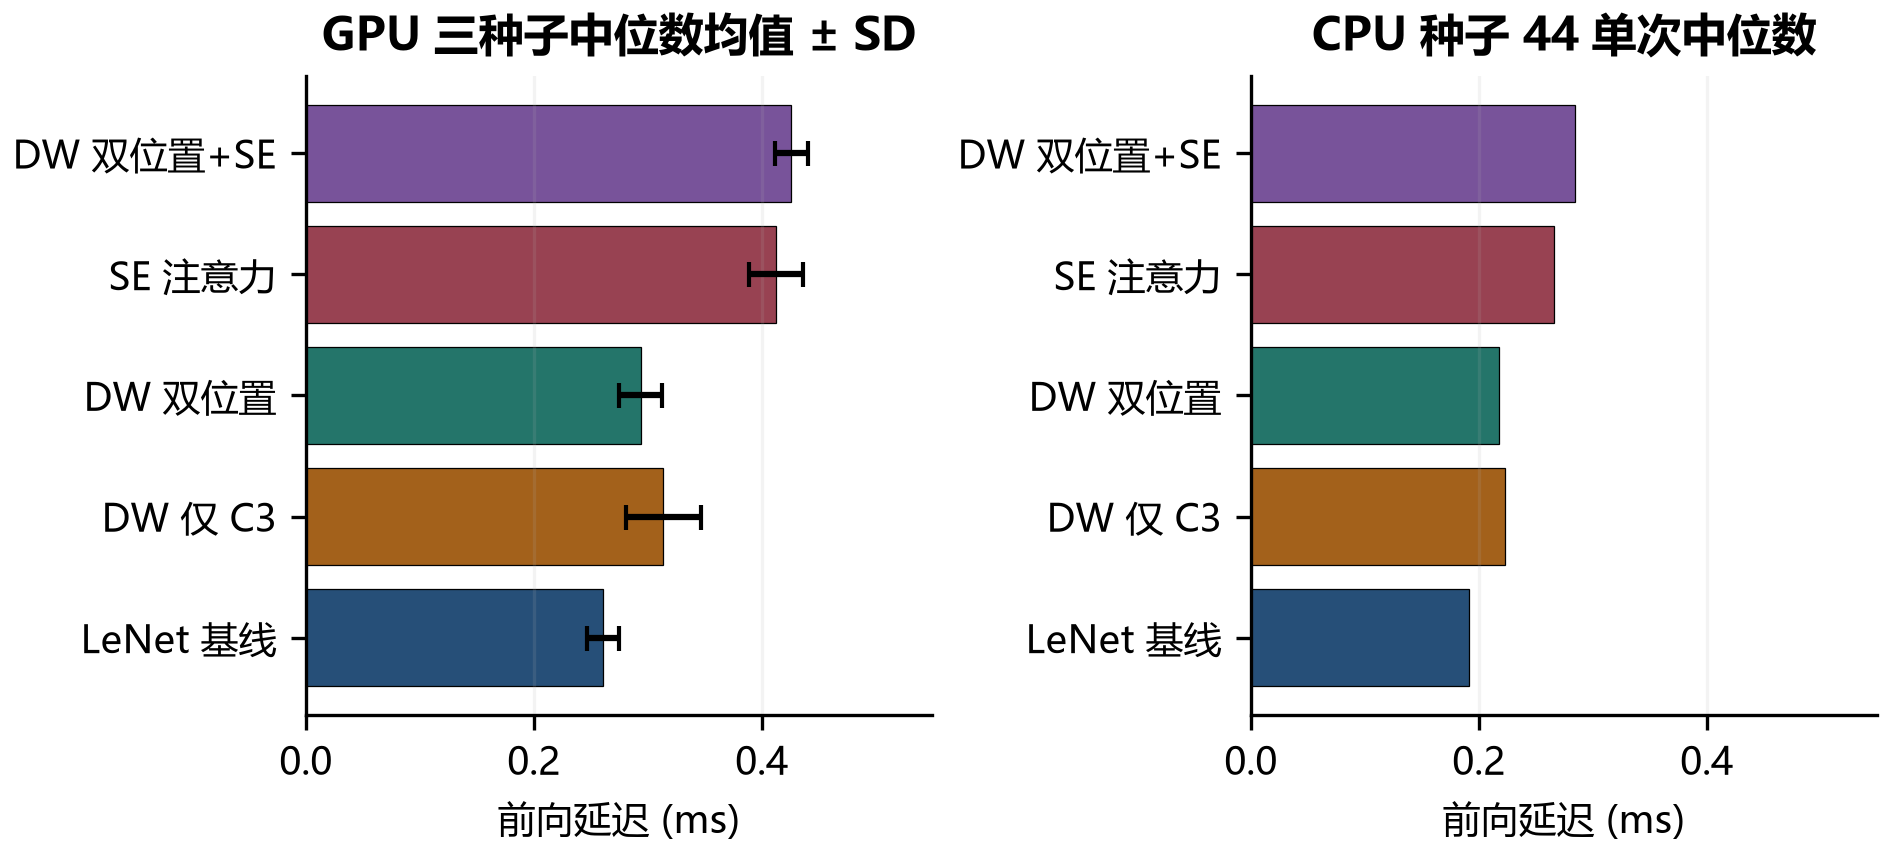 GPU 三种子中位数均值 ± SD
DW 双位置+SE
SE 注意力
DW 双位置
DW 仅 C3
LeNet 基线
0.0 0.2 0.4
前向延迟 (ms)
CPU 种子 44 单次中位数
DW 双位置+SE
SE 注意力
DW 双位置
DW 仅 C3
LeNet 基线
0.0 0.2 0.4
前向延迟 (ms)